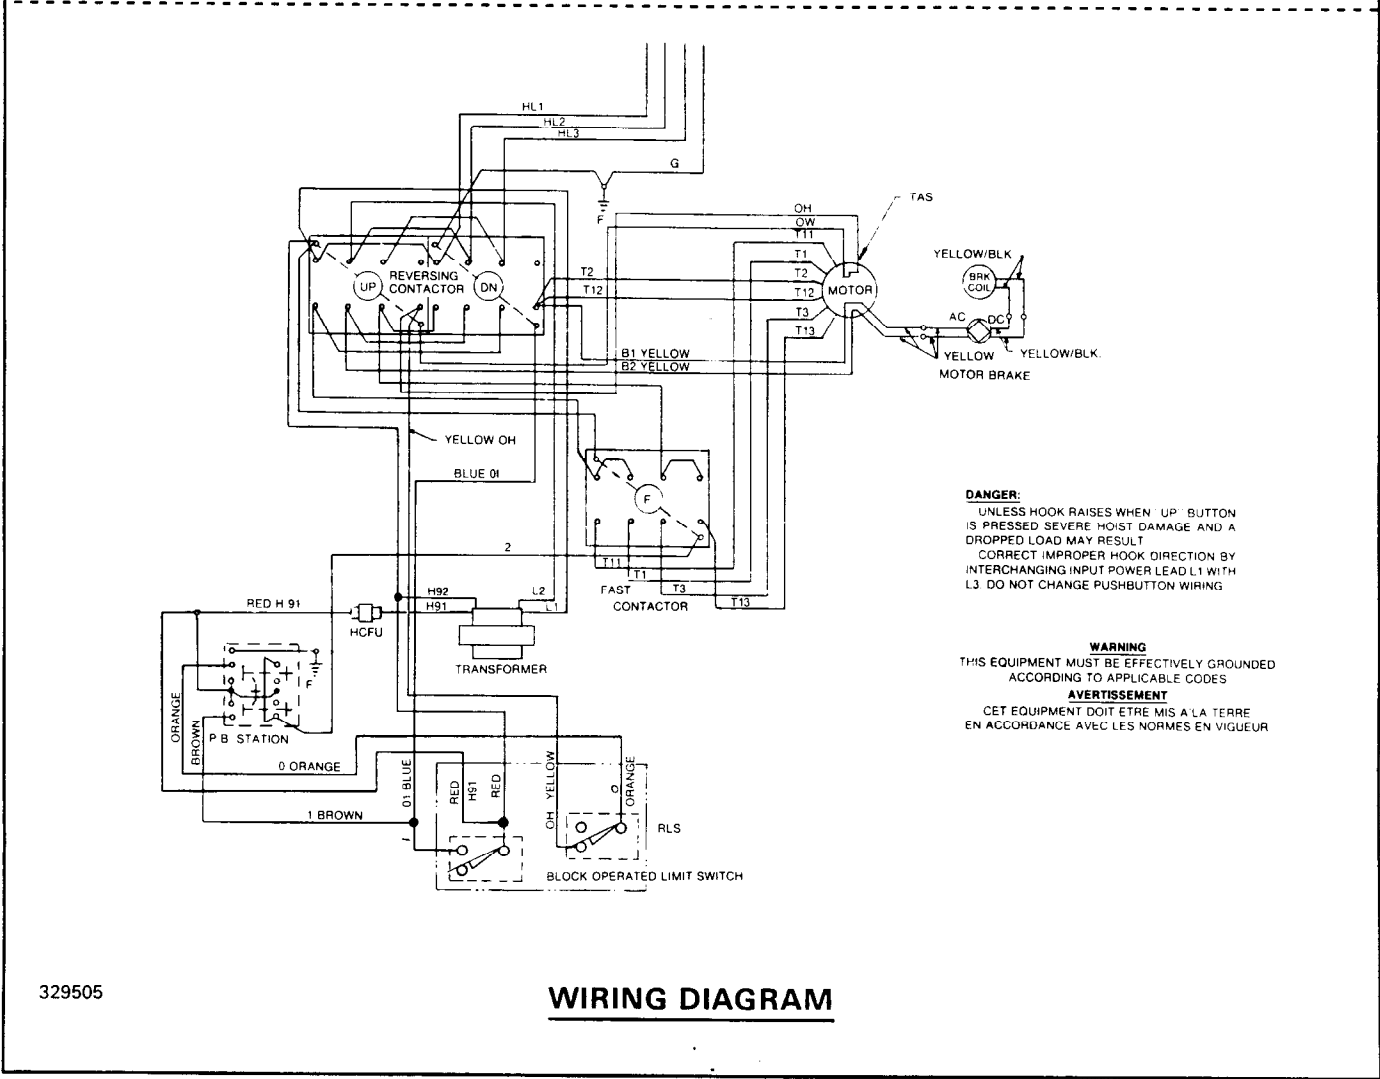 HL1
HL2
HL3
G
F
OH
TAS
OW
T11
T1
T2
T12
T3
T13
T2
T12
MOTOR
YELLOW/BLK
BRK
COIL
AC
DC
YELLOW
YELLOW/BLK.
MOTOR BRAKE
UP
REVERSING
CONTACTOR
DN
B1 YELLOW
B2 YELLOW
YELLOW OH
BLUE 01
F
2
T11
T1
T3
T13
FAST
CONTACTOR
H92
H91
L2
L1
RED H 91
HCFU
TRANSFORMER
F
P B STATION
ORANGE
BROWN
0 ORANGE
1 BROWN
01 BLUE
RED
H91
RED
OH YELLOW
O
ORANGE
RLS
BLOCK OPERATED LIMIT SWITCH
DANGER:
UNLESS HOOK RAISES WHEN "UP" BUTTON
IS PRESSED SEVERE HOIST DAMAGE AND A
DROPPED LOAD MAY RESULT
CORRECT IMPROPER HOOK DIRECTION BY
INTERCHANGING INPUT POWER LEAD L1 WITH
L3. DO NOT CHANGE PUSHBUTTON WIRING
WARNING
THIS EQUIPMENT MUST BE EFFECTIVELY GROUNDED
ACCORDING TO APPLICABLE CODES
AVERTISSEMENT
CET EQUIPMENT DOIT ETRE MIS A'LA TERRE
EN ACCORDANCE AVEC LES NORMES EN VIGUEUR
329505
WIRING DIAGRAM